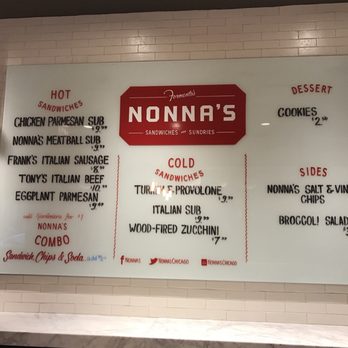 HOT
SANDWICHES
CHICKEN PARMESAN SUB
NONNA'S MEATBALL SUB
FRANK'S ITALIAN SAUSAGE
TONY'S ITALIAN BEEF
EGGPLANT PARMESAN
NONNA'S
COMBO
Sandwich, Chips & Soda
Formento's
NONNA'S
SANDWICHES and SUNDRIES
COLD
SANDWICHES
TURKEY & PROVOLONE
ITALIAN SUB
WOOD-FIRED ZUCCHINI
NONNAS
NONNASCHICAGO
NONNASCHICAGO
DESSERT
COOKIES
SIDES
NONNA'S SALT & VIN
CHIPS
BROCCOLI SALAD